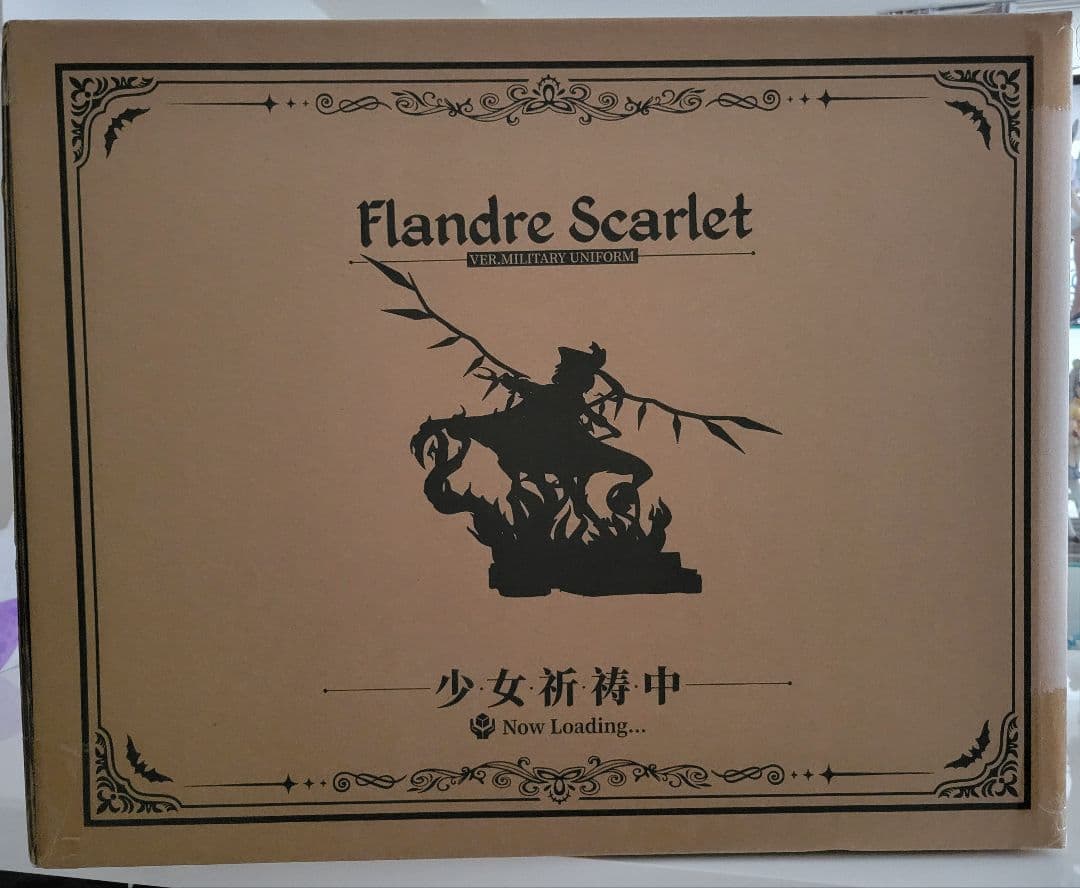 Flandre Scarlet
VER.MILITARY UNIFORM
少·女·祈·祷·中
Now Loading...